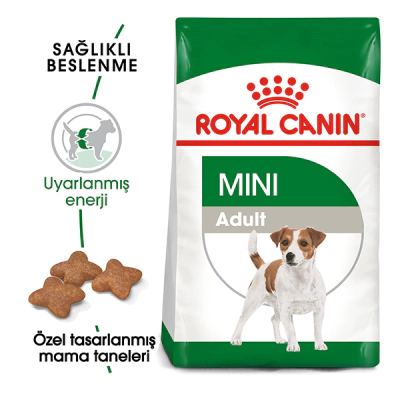 SAĞLIKLI
BESLENME
Uyarlanmış
enerji
Özel tasarlanmış
mama taneleri
ROYAL CANIN
MINI
Adult